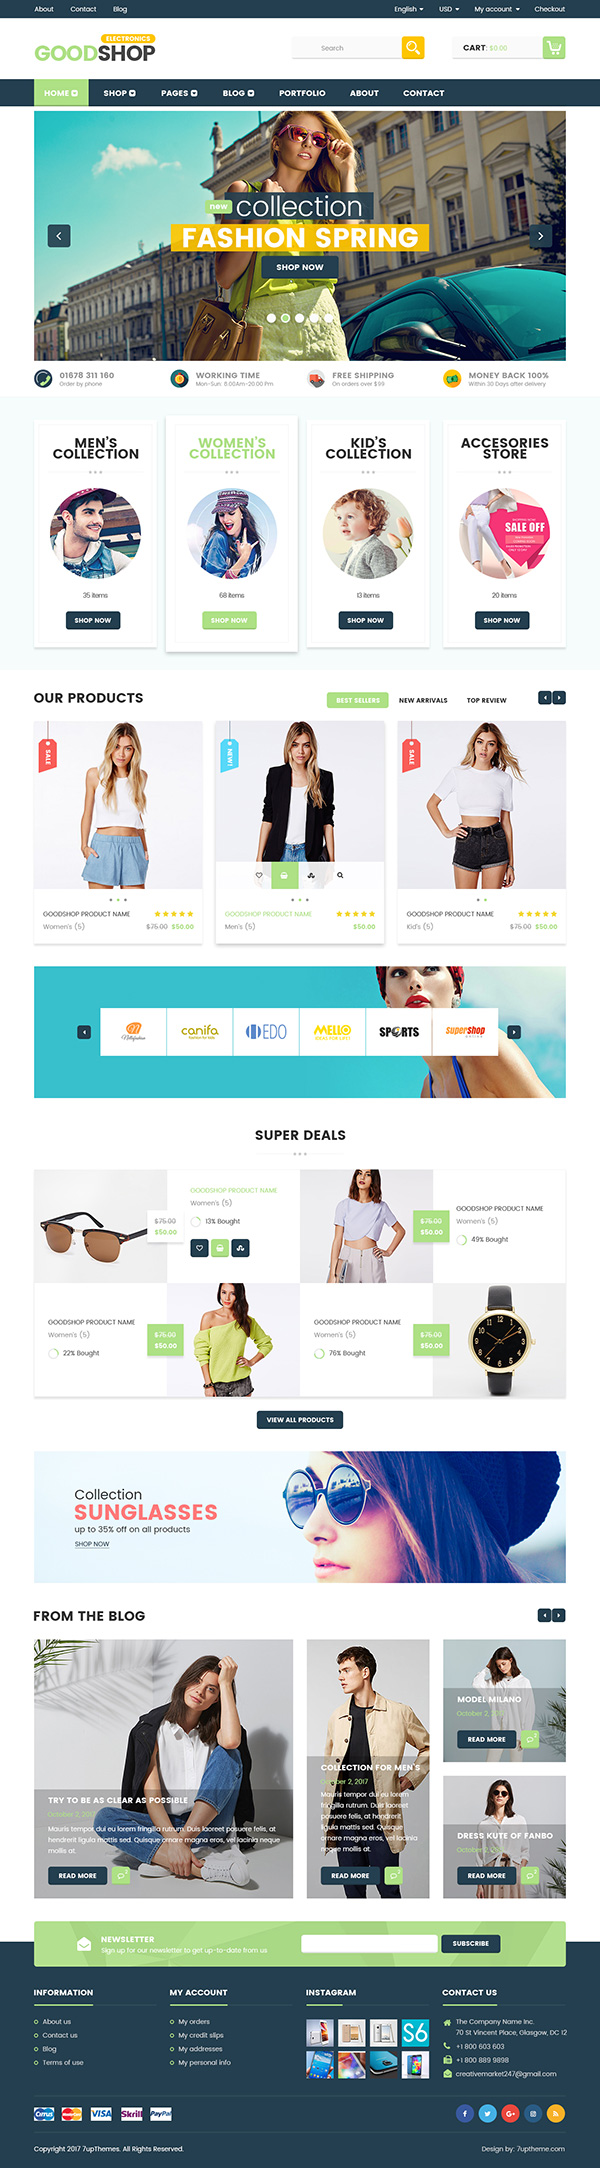 About Contact Blog English USD My account Checkout
ELECTRONICS
GOODSHOP
Search
CART: $0.00
HOME SHOP PAGES BLOG PORTFOLIO ABOUT CONTACT
new collection
FASHION SPRING
SHOP NOW
01678 311 160
Order by phone
WORKING TIME
Mon-Sun: 8.00Am-20:00 Pm
FREE SHIPPING
On orders over $99
MONEY BACK 100%
Within 30 Days after delivery
MEN'S
COLLECTION
35 items
SHOP NOW
WOMEN'S
COLLECTION
68 items
SHOP NOW
KID'S
COLLECTION
13 items
SHOP NOW
ACCESORIES
STORE
SALE OFF
20 items
SHOP NOW
OUR PRODUCTS
BEST SELLERS NEW ARRIVALS TOP REVIEW
SALE
GOODSHOP PRODUCT NAME
Women's (5) $75.00 $50.00
NEW!
GOODSHOP PRODUCT NAME
Men's (5) $50.00
SALE
GOODSHOP PRODUCT NAME
Kid's (5) $75.00 $50.00
Nillafashion
canifa
fashion for kids
EDO
MELLO
SPORTS
supershop
SUPER DEALS
$75.00
$50.00
GOODSHOP PRODUCT NAME
Women's (5)
13% Bought
$75.00
$50.00
GOODSHOP PRODUCT NAME
Women's (5)
49% Bought
GOODSHOP PRODUCT NAME
Women's (5)
22% Bought
$75.00
$50.00
GOODSHOP PRODUCT NAME
Women's (5)
76% Bought
$75.00
$50.00
VIEW ALL PRODUCTS
Collection
SUNGLASSES
up to 35% off on all products
SHOP NOW
FROM THE BLOG
TRY TO BE AS CLEAR AS POSSIBLE
October 2, 2017
Mauris tempor dui eu lorem fringilla rutrum. Duis laoreet posuere felis, at
hendrerit ligula mattis sed. Quisque ornare magna eros, vel lacinia neque
mollis at.
READ MORE
COLLECTION FOR MEN'S
October 2, 2017
Mauris tempor dui eu lorem
fringilla rutrum. Duis laoreet
posuere felis, at hendrerit
ligula mattis sed. Quisque
ornare magna eros, vel lacinia
mollis at.
READ MORE
MODEL MILANO
October 2, 2017
READ MORE
DRESS KUTE OF FANBO
October 2, 2017
READ MORE
NEWSLETTER
Sign up for our newsletter to get up-to-date from us
SUBSCRIBE
INFORMATION
About us
Contact us
Blog
Terms of use
MY ACCOUNT
My orders
My credit slips
My addresses
My personal info
INSTAGRAM
S6
CONTACT US
The Company Name Inc.
70 St Vincent Place, Glasgow, DC 12
+1 800 603 603
+1 800 889 9898
creativemarket247@gmail.com
Cirrus MasterCard VISA Skrill PayPal
Copyright 2017 7upThemes. All Rights Reserved.
Design by: 7uptheme.com